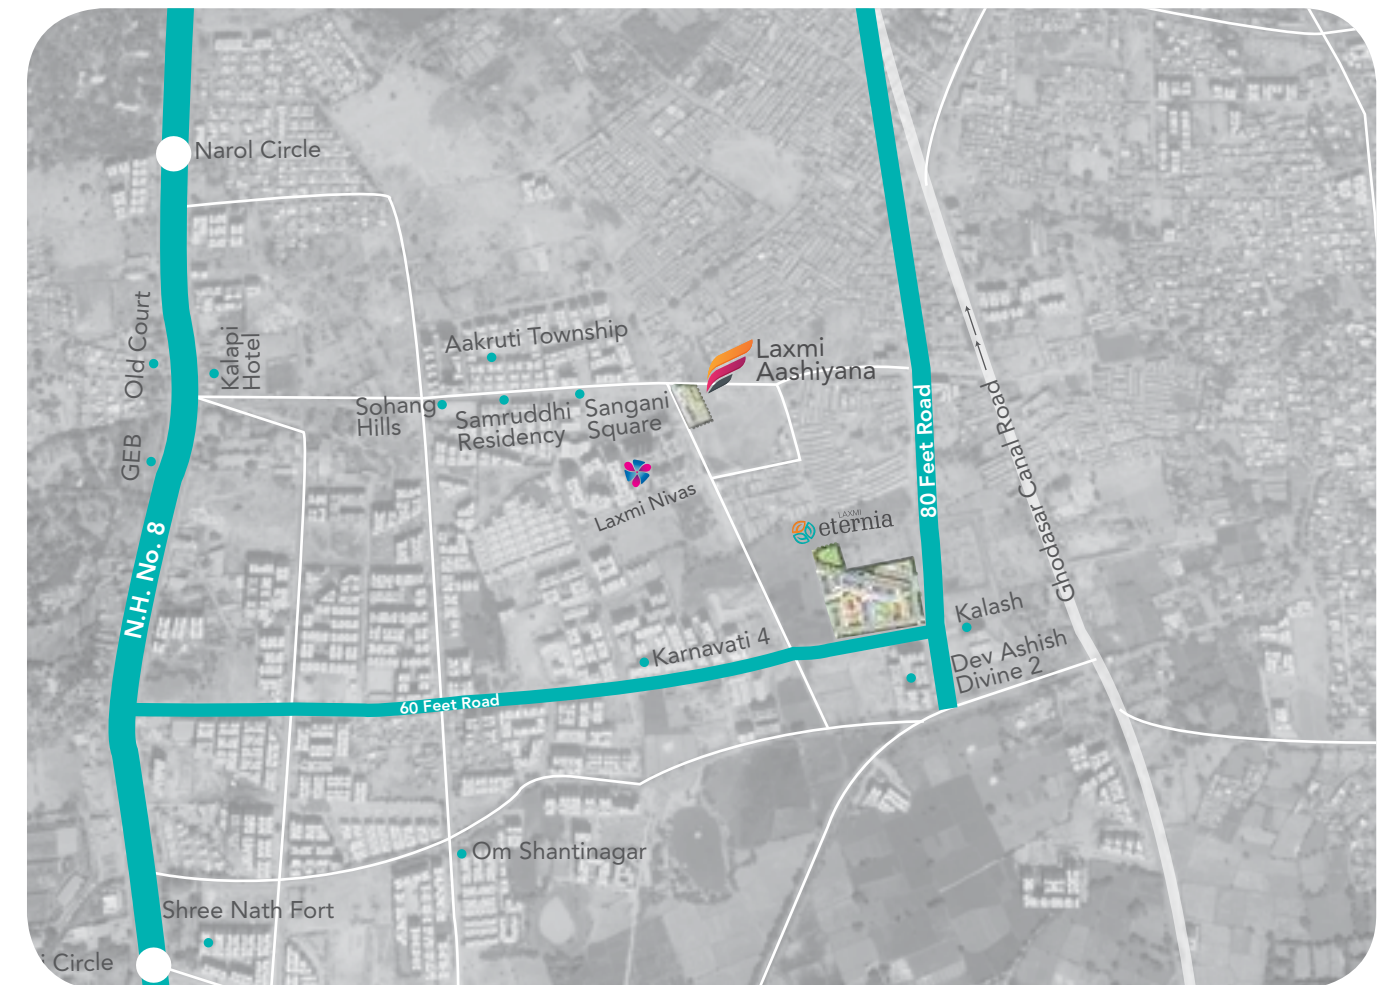 Narol Circle
Old Court
Kalapi
Hotel
Aakruti Township
Laxmi
Aashiyana
Sohang
Hills
Samruddhi
Residency
Sangani
Square
GEB
80 Feet Road
Ghodasar Canal Road
Laxmi Nivas
LAXMI
eternia
N.H. No. 8
Kalash
Karnavati 4
Dev Ashish
Divine 2
60 Feet Road
Om Shantinagar
Shree Nath Fort
i Circle